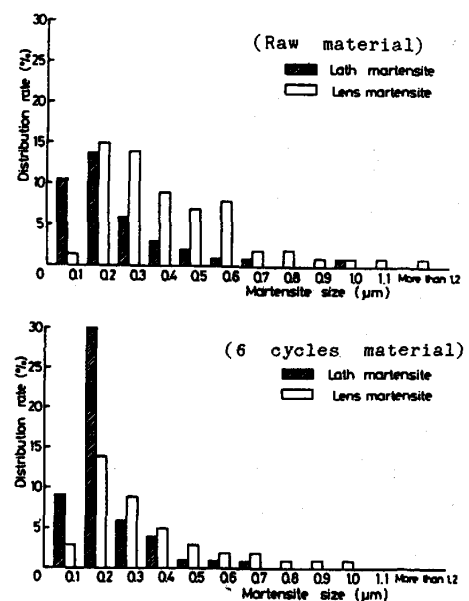 (Raw material)
Lath martensite
Lens martensite
Distribution rate (%)
30
25
20
15
10
5
0
0.1 0.2 0.3 0.4 0.5 0.6 0.7 0.8 0.9 1.0 1.1 More than 1.2
Martensite size (μm)
(6 cycles material)
Lath martensite
Lens martensite
Distribution rate (%)
30
25
20
15
10
5
0
0.1 0.2 0.3 0.4 0.5 0.6 0.7 0.8 0.9 1.0 1.1 More than 1.2
Martensite size (μm)